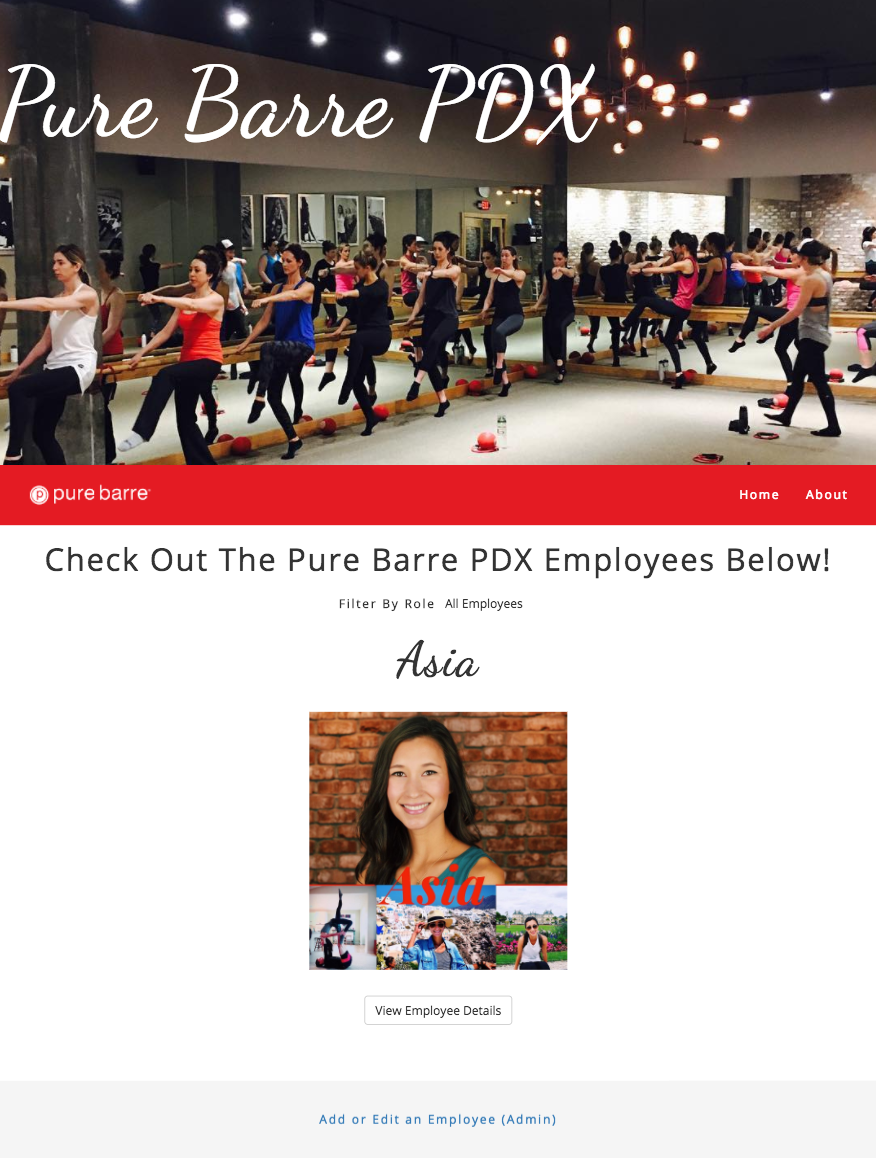 Pure Barre PDX
EXIT
pure barre
Home About
Check Out The Pure Barre PDX Employees Below!
Filter By Role All Employees
Asia
Asia
View Employee Details
Add or Edit an Employee (Admin)